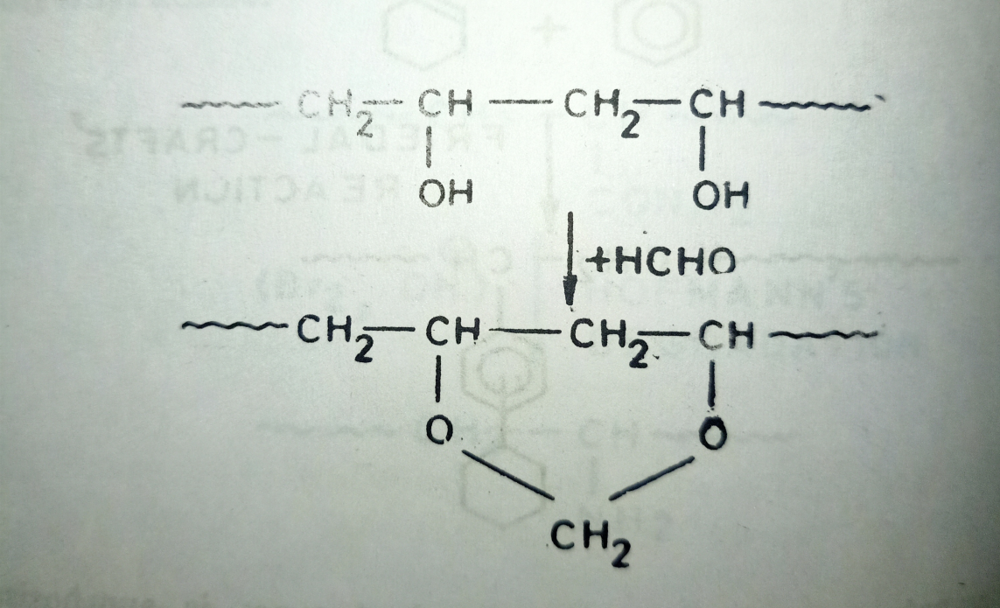 CH2 — CH — CH2 — CH
OH OH
+HCHO
CH2 — CH — CH2 — CH
O O
CH2